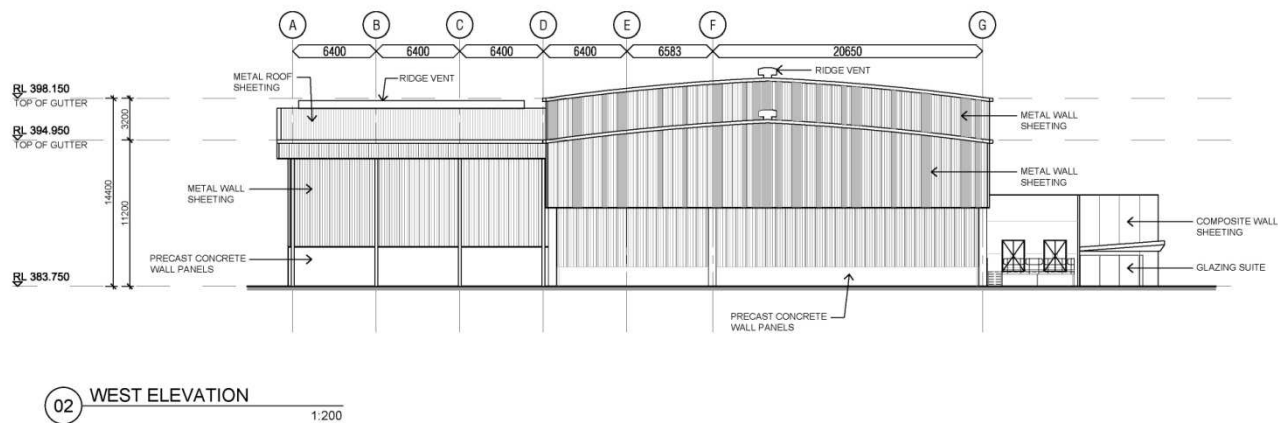 A B C D E F G
6400 6400 6400 6400 6583 20650
RIDGE VENT
METAL ROOF
SHEETING
RIDGE VENT
RL 398.150
TOP OF GUTTER
3200
METAL WALL
SHEETING
RL 394.950
TOP OF GUTTER
METAL WALL
SHEETING
METAL WALL
SHEETING
14400
11200
COMPOSITE WALL
SHEETING
PRECAST CONCRETE
WALL PANELS
GLAZING SUITE
RL 383.750
PRECAST CONCRETE
WALL PANELS
02 WEST ELEVATION
1:200